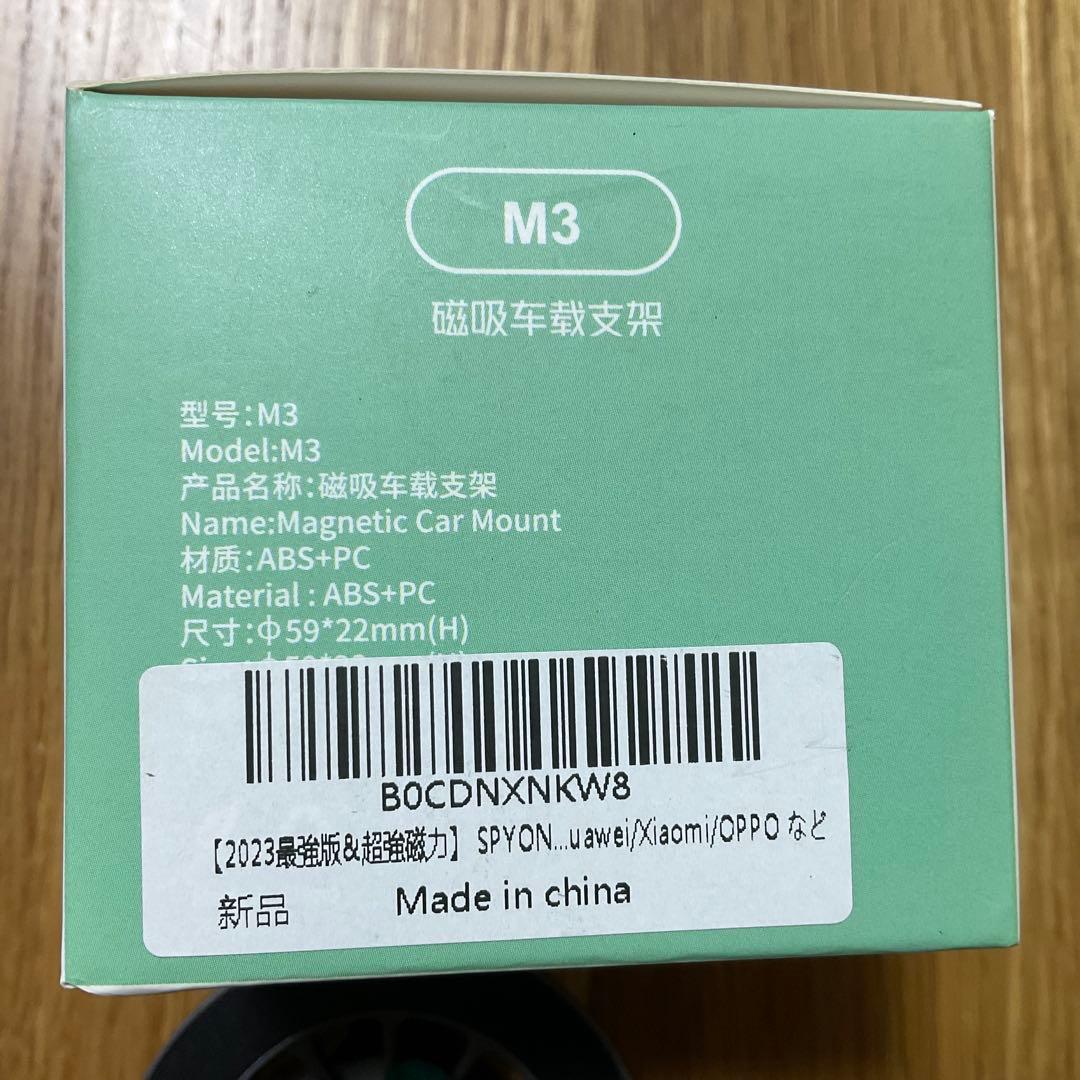 M3
磁吸车载支架
型号:M3
Model:M3
产品名称:磁吸车载支架
Name:Magnetic Car Mount
材质:ABS+PC
Material : ABS+PC
尺寸:Φ59*22mm(H)
B0CDNXNKW8
【2023最強版&超強磁力】 SPYON...uawei/Xiaomi/OPPO など
新品 Made in china